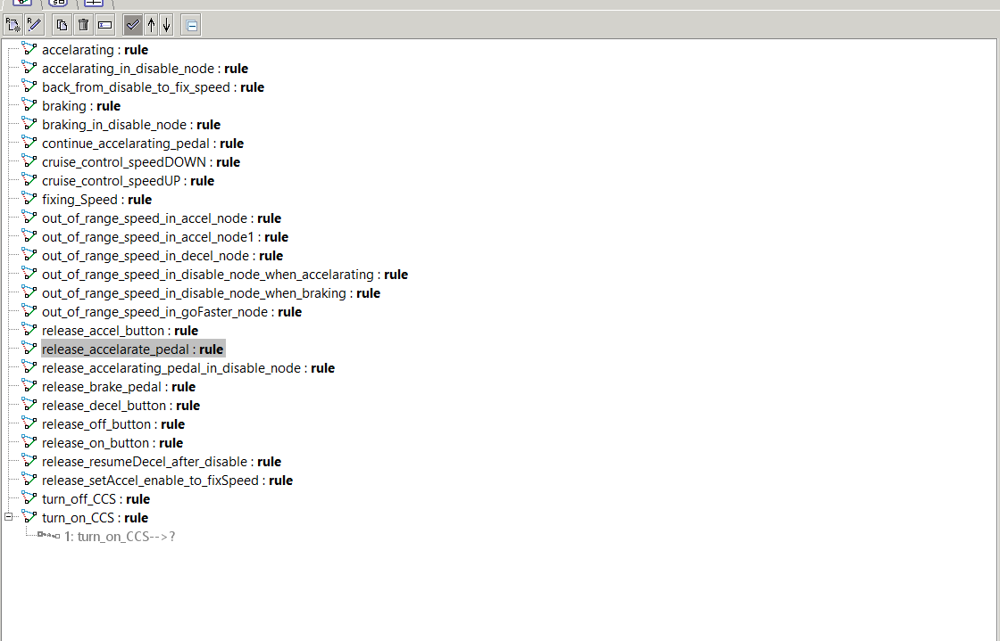 accelarating : rule
accelarating_in_disable_node : rule
back_from_disable_to_fix_speed : rule
braking : rule
braking_in_disable_node : rule
continue_accelarating_pedal : rule
cruise_control_speedDOWN : rule
cruise_control_speedUP : rule
fixing_Speed : rule
out_of_range_speed_in_accel_node : rule
out_of_range_speed_in_accel_node1 : rule
out_of_range_speed_in_decel_node : rule
out_of_range_speed_in_disable_node_when_accelarating : rule
out_of_range_speed_in_disable_node_when_braking : rule
out_of_range_speed_in_goFaster_node : rule
release_accel_button : rule
release_accelarate_pedal : rule
release_accelarating_pedal_in_disable_node : rule
release_brake_pedal : rule
release_decel_button : rule
release_off_button : rule
release_on_button : rule
release_resumeDecel_after_disable : rule
release_setAccel_enable_to_fixSpeed : rule
turn_off_CCS : rule
turn_on_CCS : rule
1: turn_on_CCS-->?